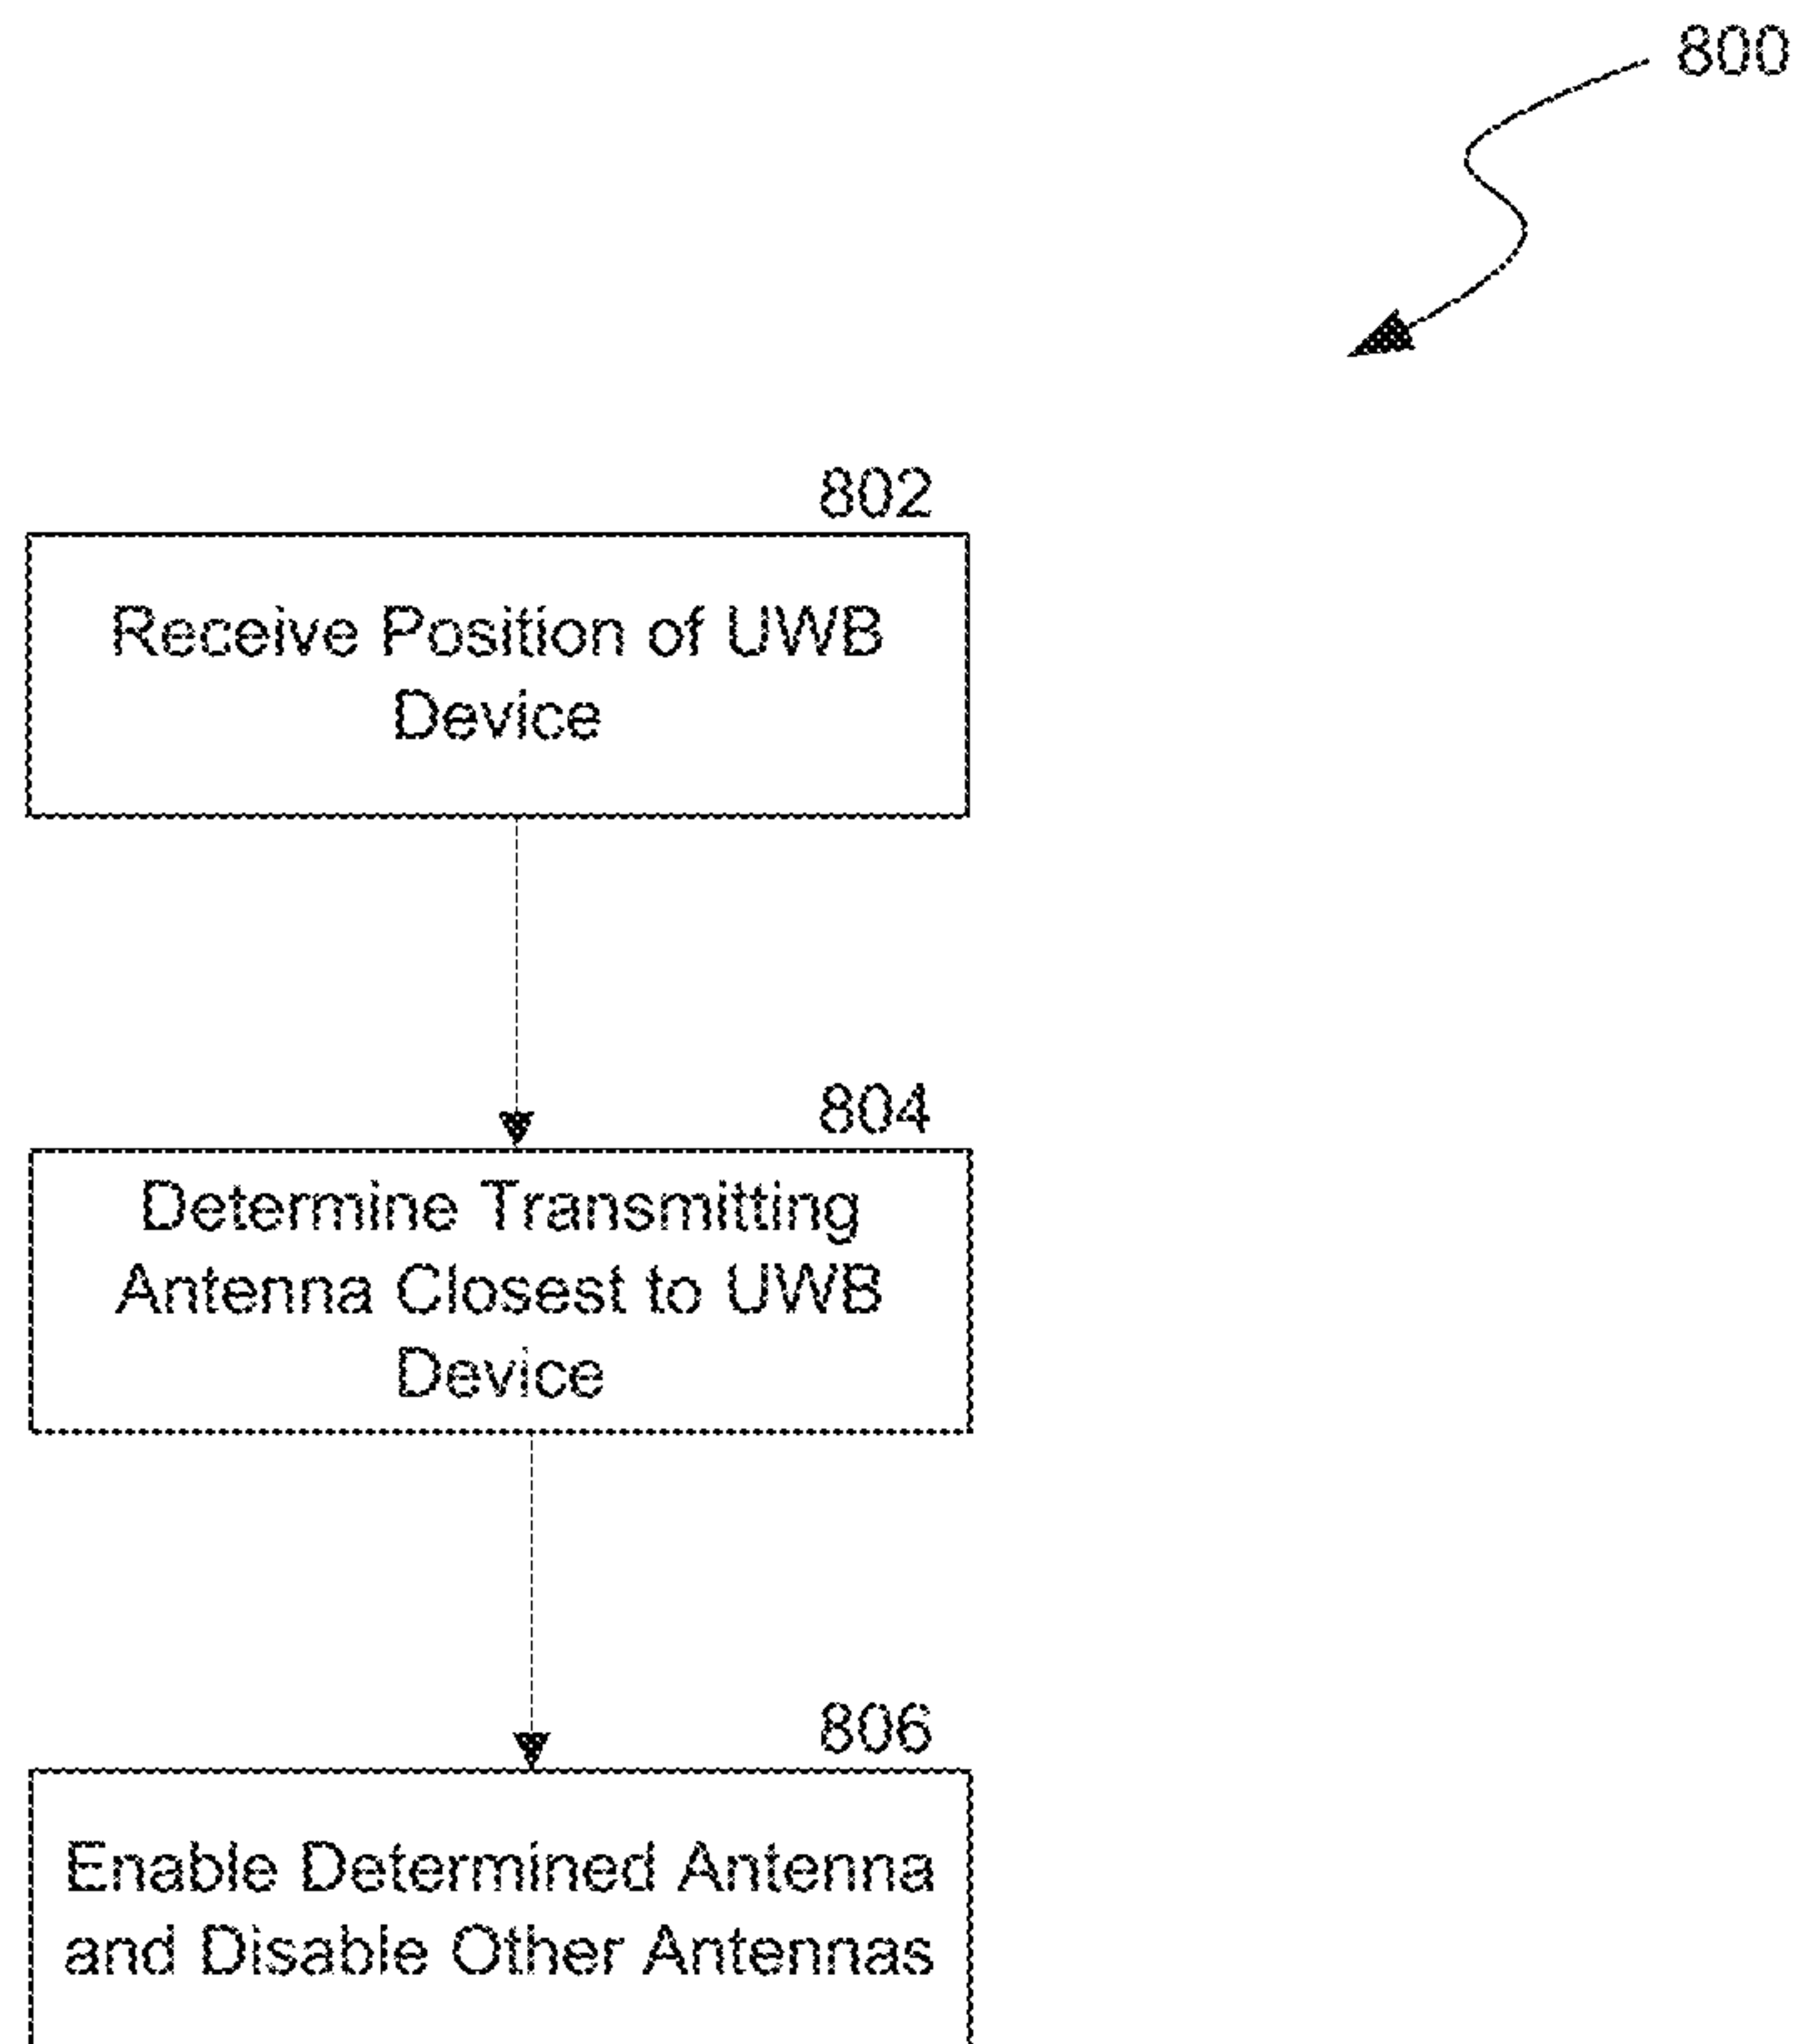 800
802
Receive Position of UWB
Device
804
Determine Transmitting
Antenna Closest to UWB
Device
806
Enable Determined Antenna
and Disable Other Antennas